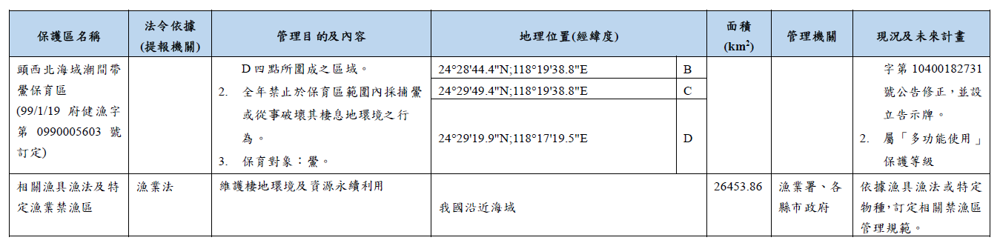 保護區名稱
法令依據
(提報機關)
管理目的及內容
地理位置(經緯度)
面積
(km2)
管理機關
現況及未來計畫
頭西北海域潮間帶
鱟保育區
(99/1/19 府健漁字
第 0990005603 號
訂定)
D 四點所圍成之區域。
2. 全年禁止於保育區範圍內採捕鱟
或從事破壞其棲息地環境之行
為。
3. 保育對象：鱟。
24°28'44.4"N;118°19'38.8"E B
24°29'49.4"N;118°19'38.8"E C
24°29'19.9"N;118°17'19.5"E D
字第 10400182731
號公告修正，並設
立告示牌。
2. 屬「多功能使用」
保護等級
相關漁具漁法及特
定漁業禁漁區
漁業法
維護棲地環境及資源永續利用
我國沿近海域
26453.86
漁業署、各
縣市政府
依據漁具漁法或特定
物種，訂定相關禁漁區
管理規範。